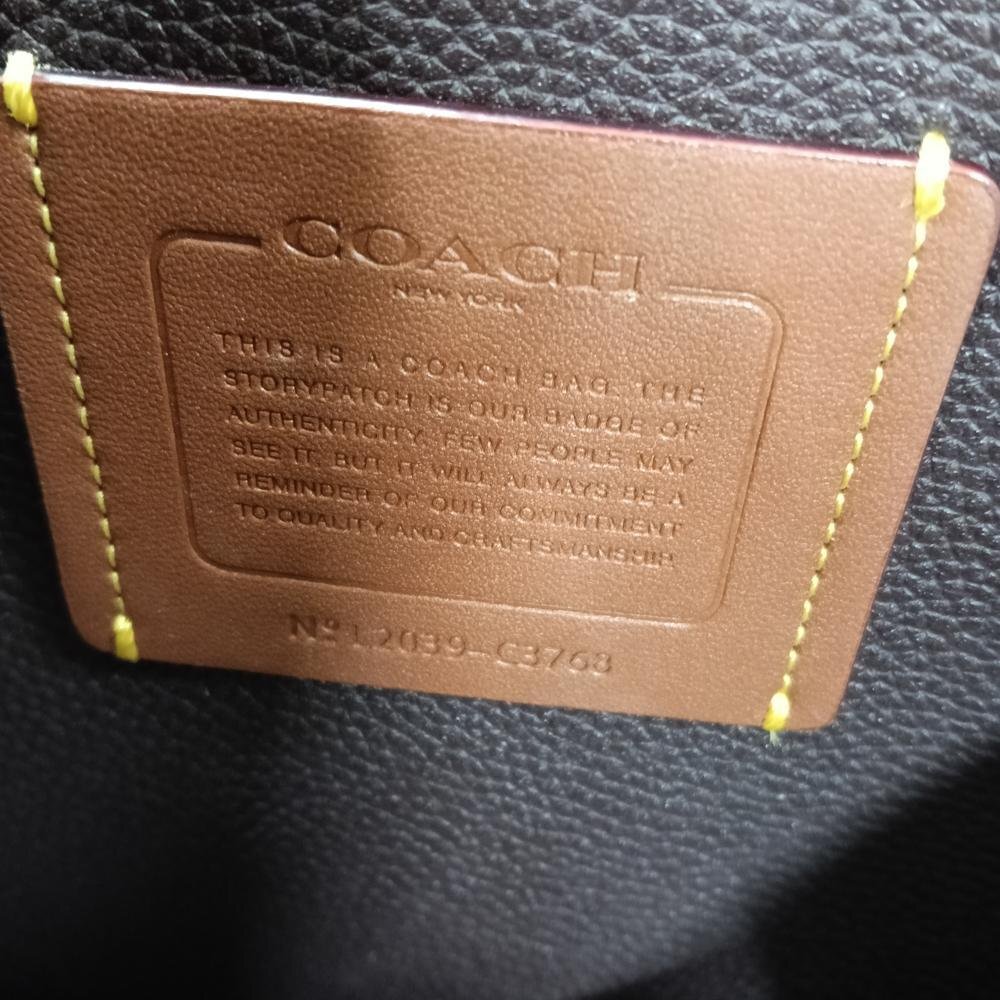 COACH
NEW YORK
THIS IS A COACH BAG. THE
STORYPATCH IS OUR BADGE OF
AUTHENTICITY. FEW PEOPLE MAY
SEE IT. BUT IT WILL ALWAYS BE A
REMINDER OF OUR COMMITMENT
TO QUALITY AND CRAFTSMANSHIP.
Nº L2039-C3768